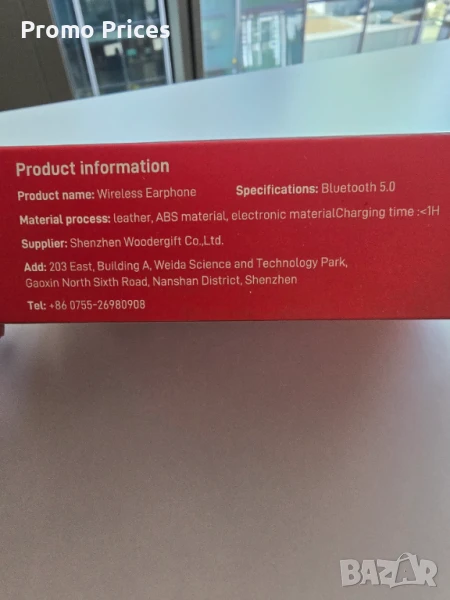 Promo Prices
Product information
Product name: Wireless Earphone Specifications: Bluetooth 5.0
Material process: leather, ABS material, electronic materialCharging time :<1H
Supplier: Shenzhen Woodergift Co.,Ltd.
Add: 203 East, Building A, Weida Science and Technology Park,
Gaoxin North Sixth Road, Nanshan District, Shenzhen
Tel: +86 0755-26980908
BAZAR